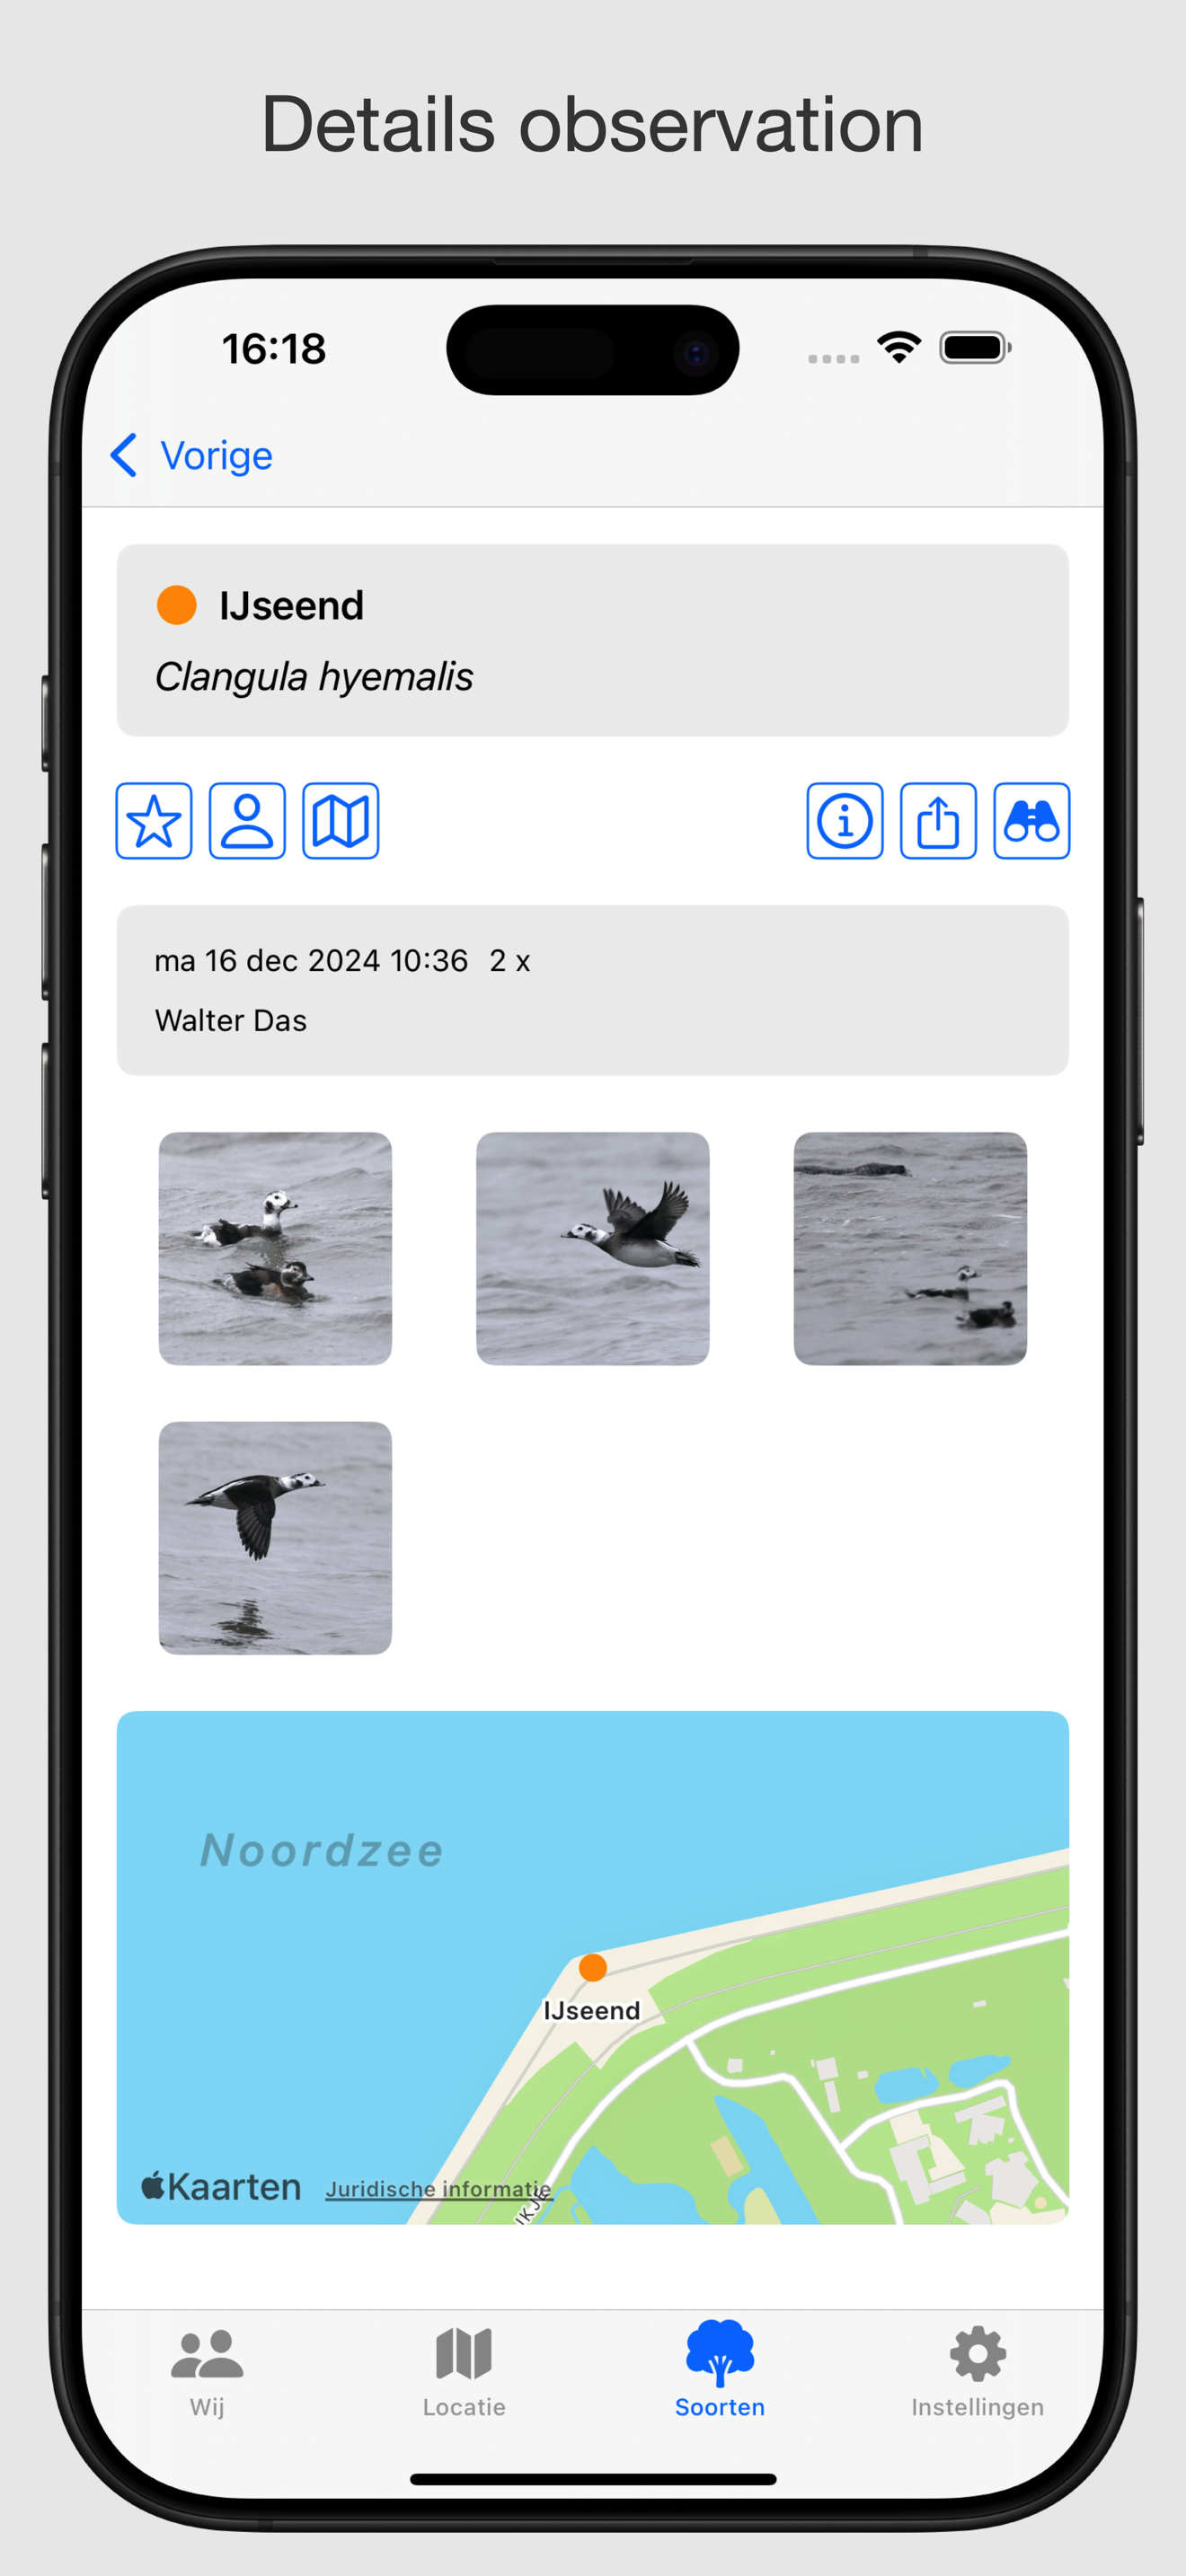 Details observation
16:18
Vorige
IJseend
Clangula hyemalis
ma 16 dec 2024 10:36 2 x
Walter Das
Noordzee
IJseend
Kaarten Juridische informatie
IKJE
Wij Locatie Soorten Instellingen